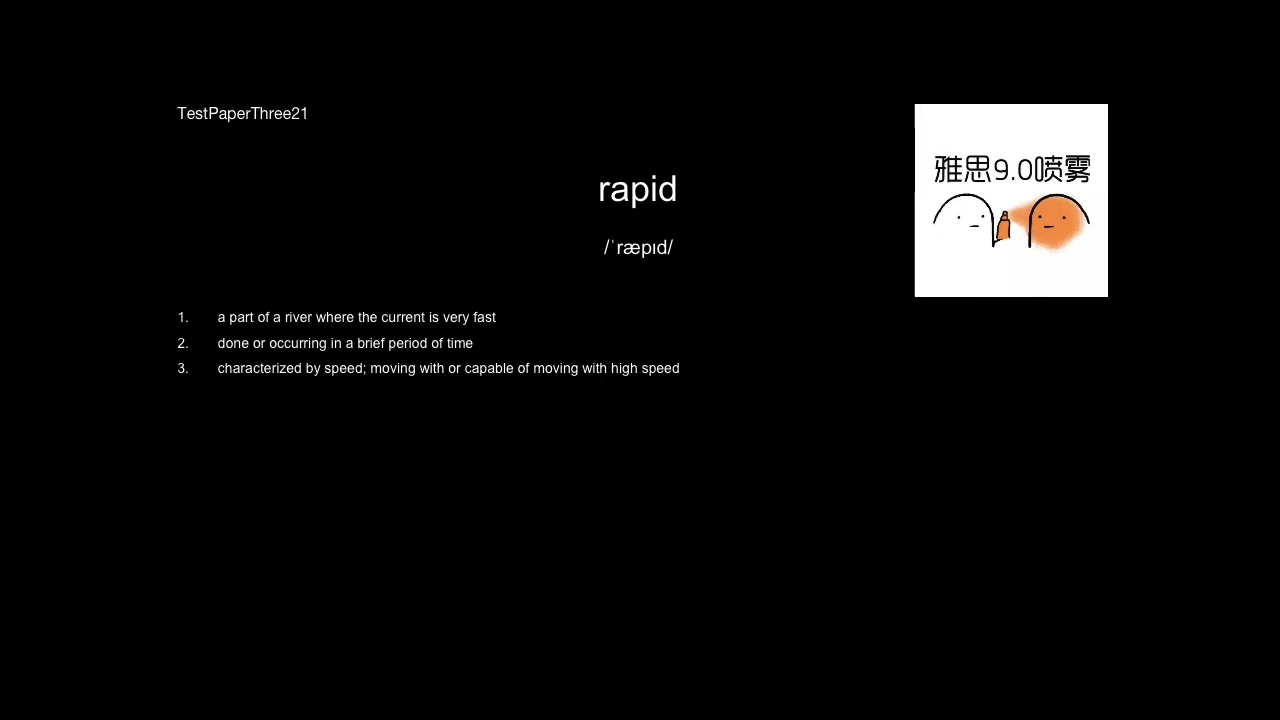 TestPaperThree21
雅思9.0喷雾
rapid
/ˈræpɪd/
1. a part of a river where the current is very fast
2. done or occurring in a brief period of time
3. characterized by speed; moving with or capable of moving with high speed